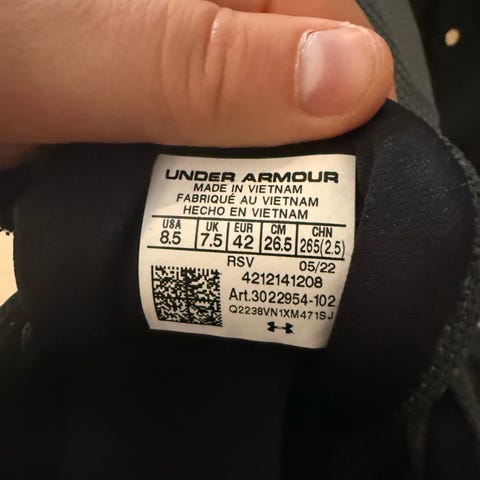 UNDER ARMOUR
MADE IN VIETNAM
FABRIQUÉ AU VIETNAM
HECHO EN VIETNAM
USA UK EUR CM CHN
8.5 7.5 42 26.5 265(2.5)
RSV 05/22
4212141208
Art.3022954-102
Q223BVN1XM471SJ